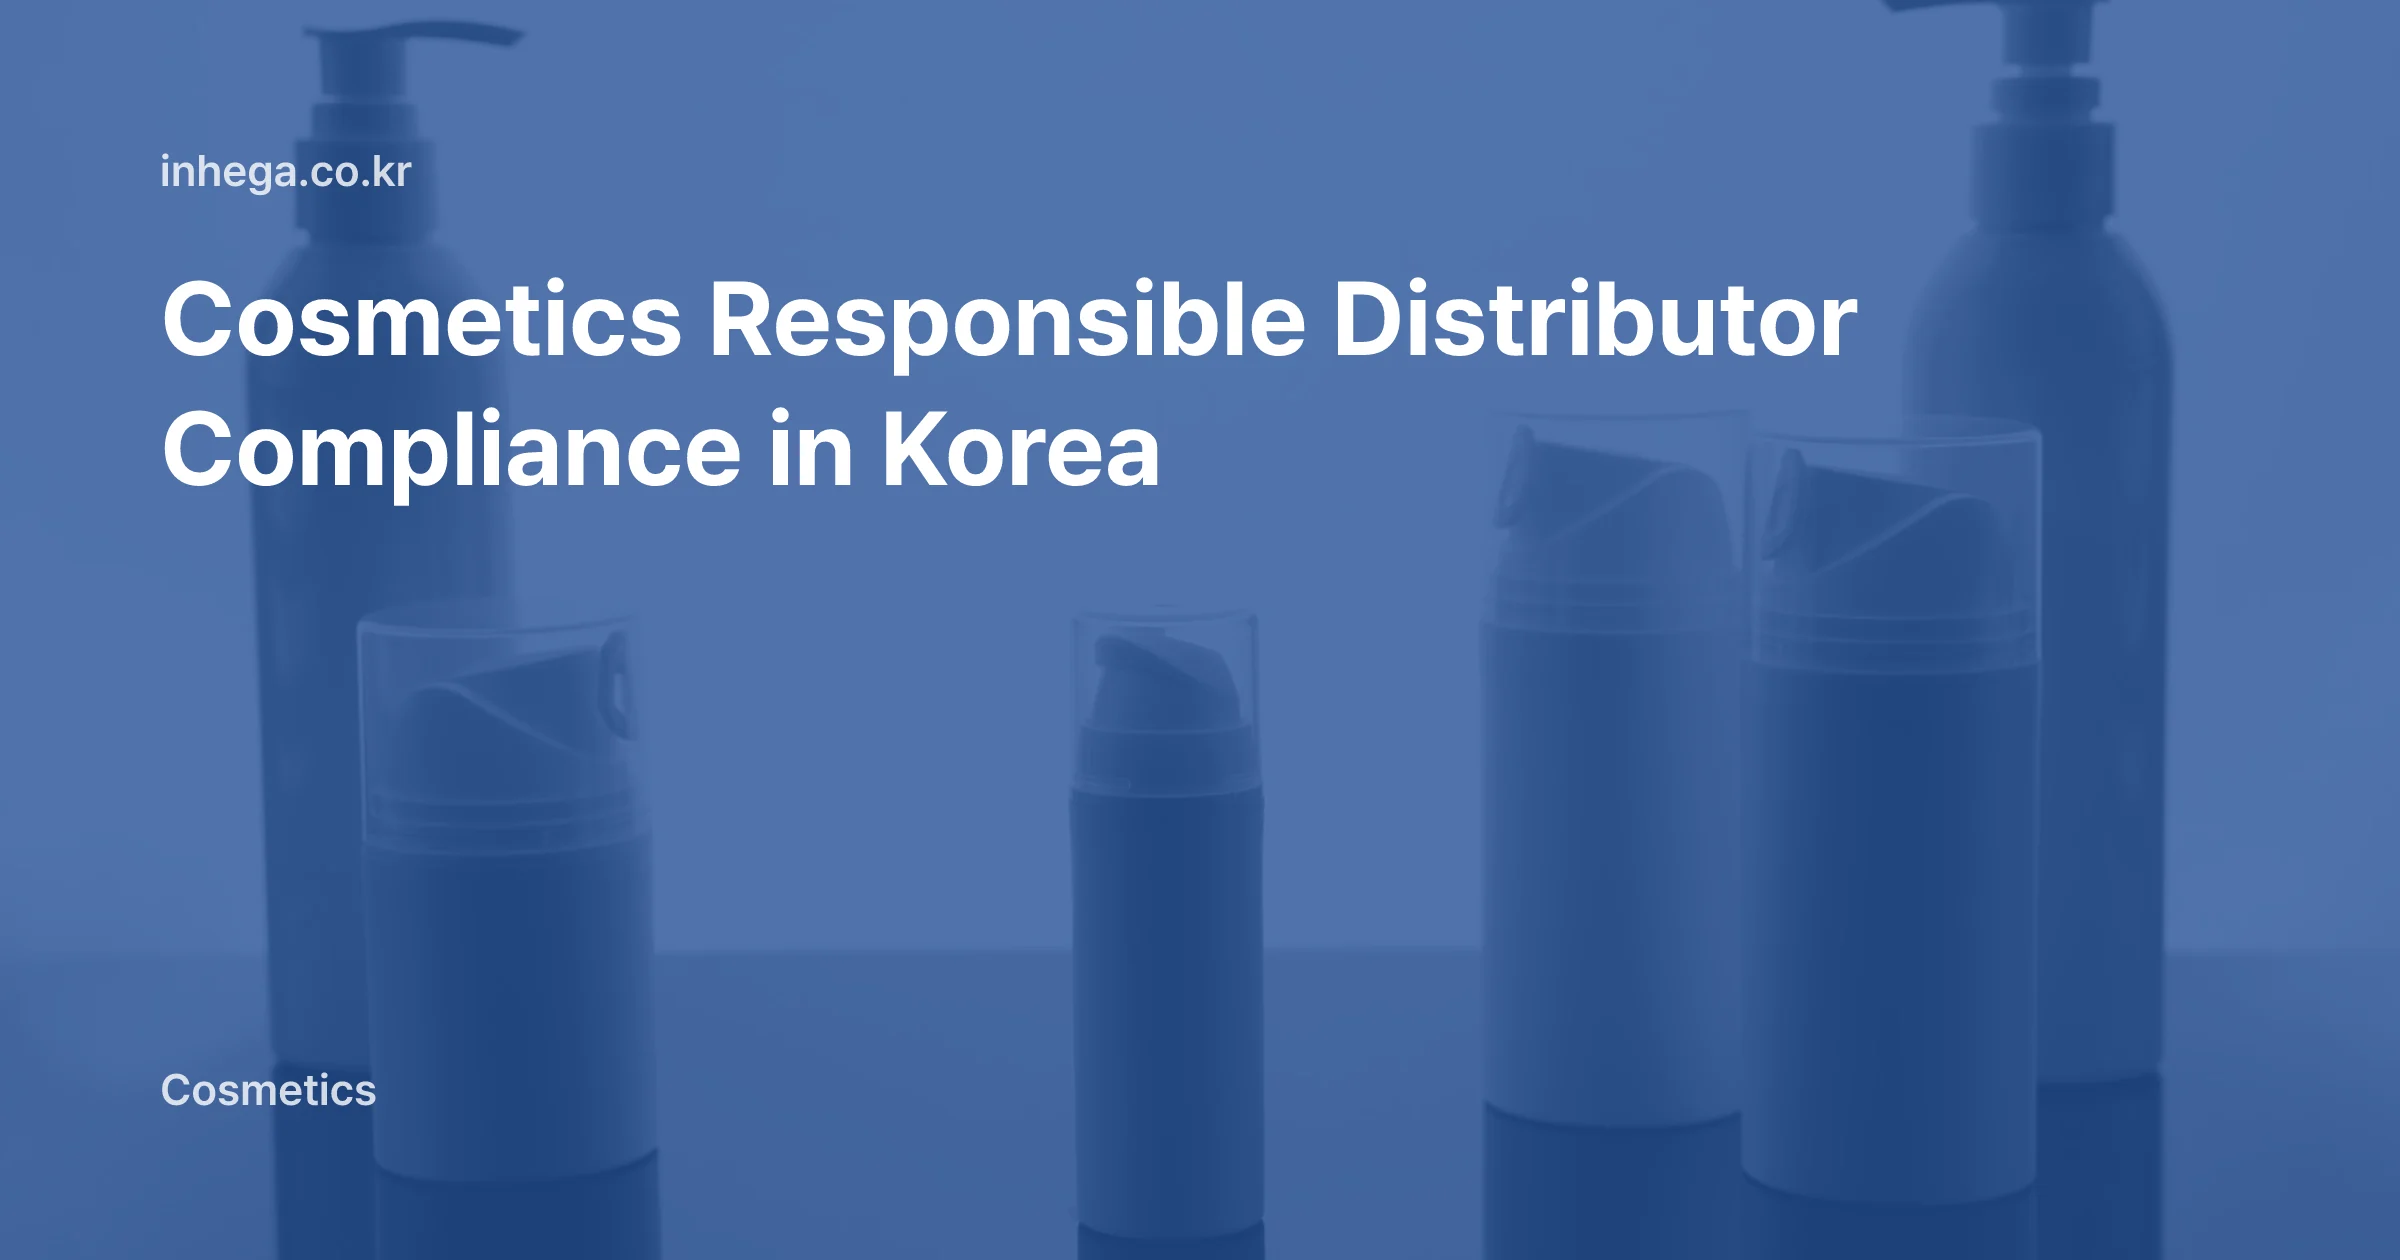 inhega.co.kr
Cosmetics Responsible Distributor
Compliance in Korea
Cosmetics